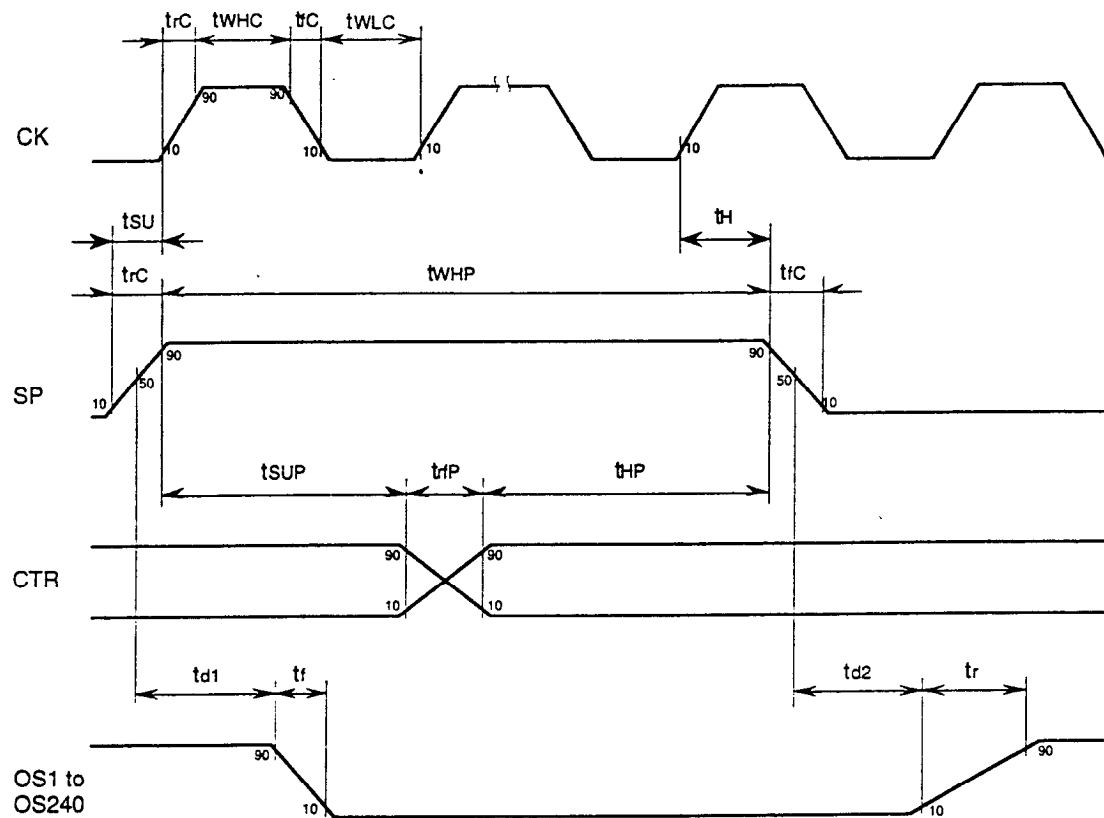 trC tWHC tfC tWLC
90 90
CK
10 10 10 10
tSU tH
trC tWHP tfC
90 90
50 50
SP
10 10
tSUP trfP tHP
90 90
CTR
10 10
td1 tf td2 tr
90 90
OS1 to
OS240
10 10